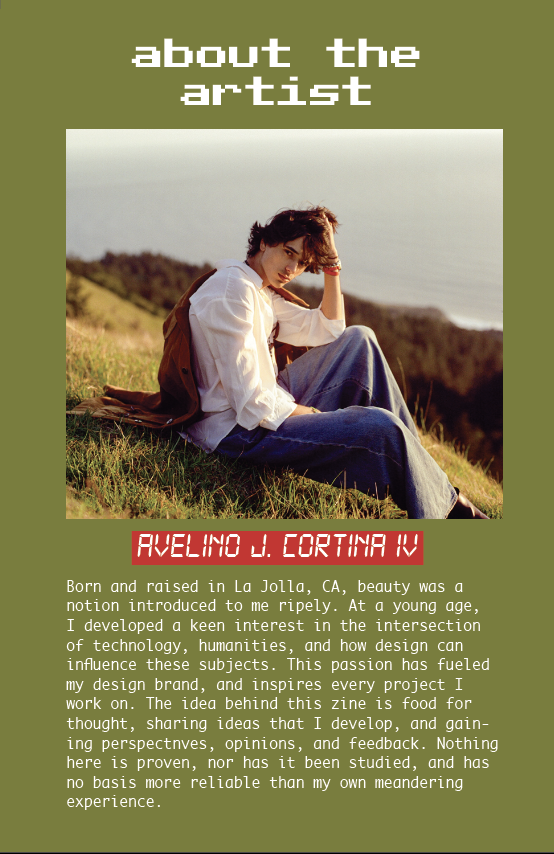 about the
artist
AVELINO J. CORTINA IV
Born and raised in La Jolla, CA, beauty was a
notion introduced to me ripely. At a young age,
I developed a keen interest in the intersection
of technology, humanities, and how design can
influence these subjects. This passion has fueled
my design brand, and inspires every project I
work on. The idea behind this zine is food for
thought, sharing ideas that I develop, and gain-
ing perspectnves, opinions, and feedback. Nothing
here is proven, nor has it been studied, and has
no basis more reliable than my own meandering
experience.